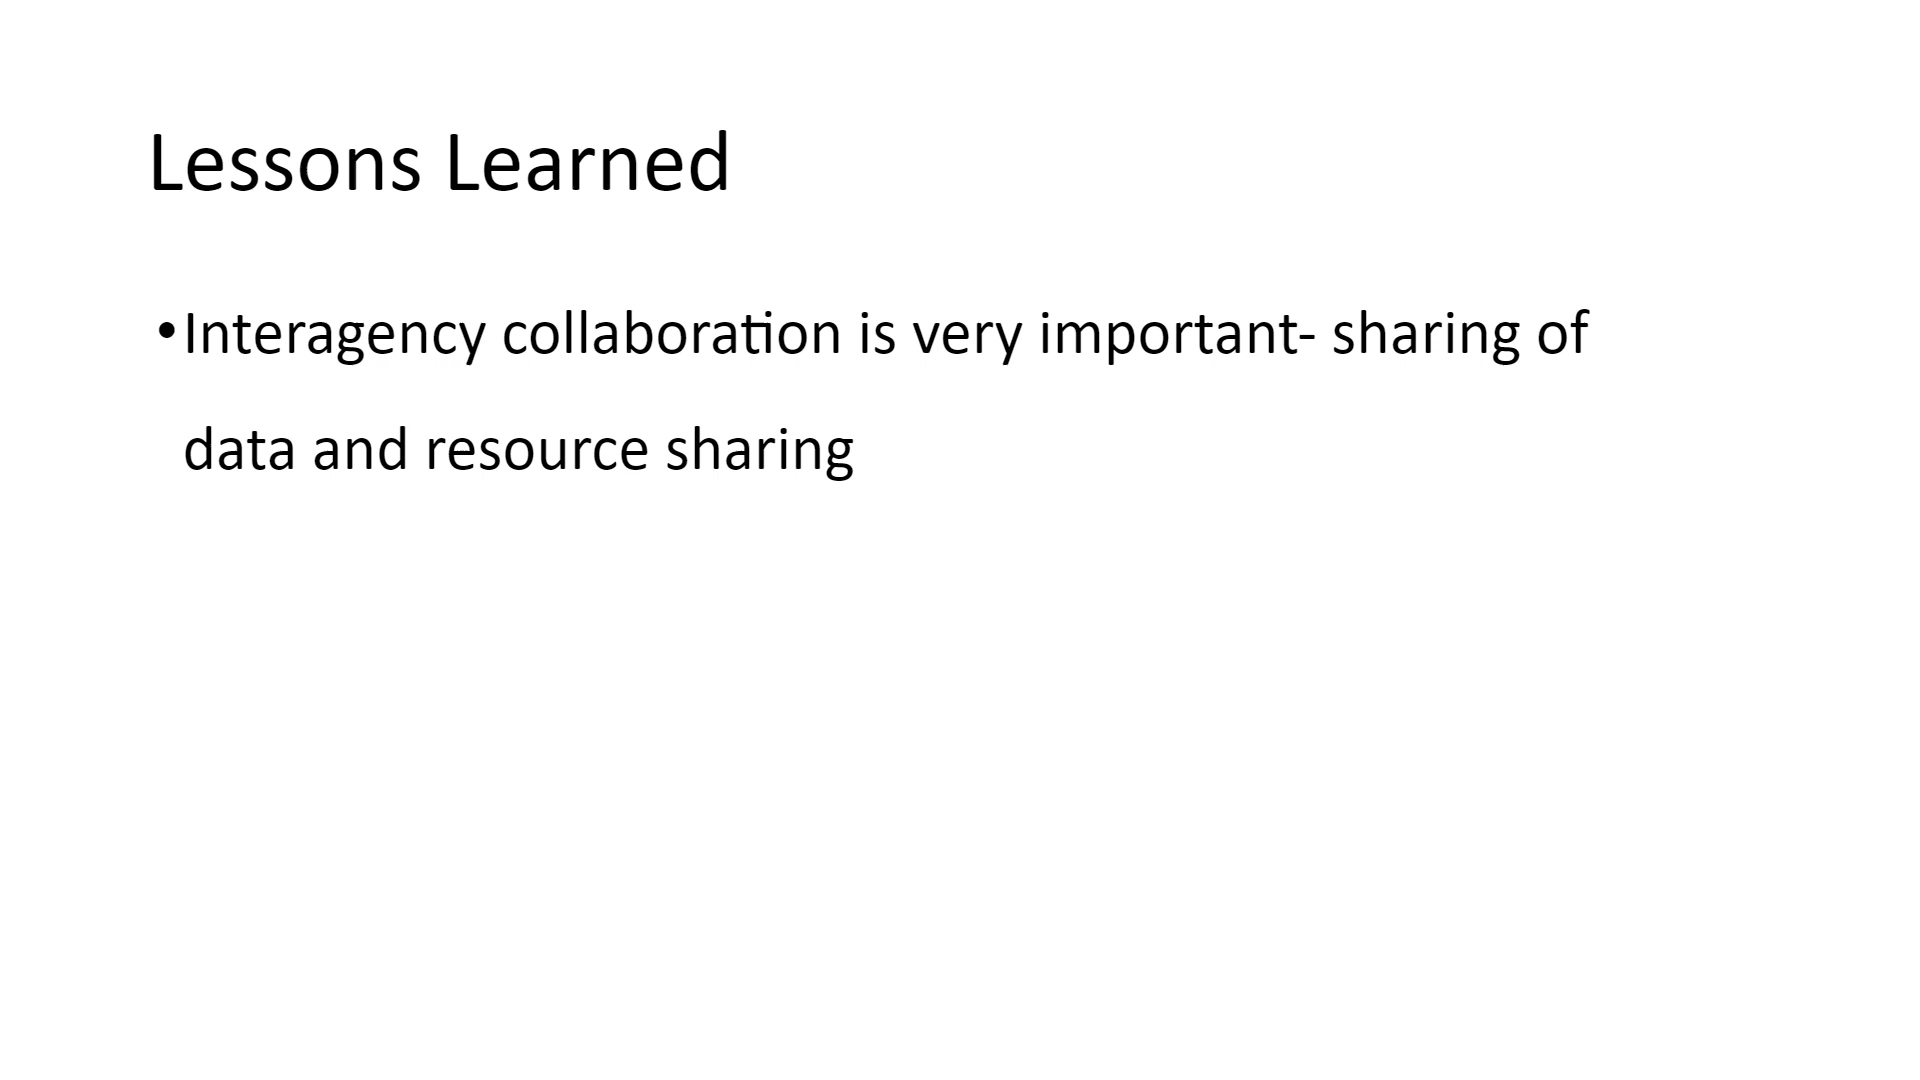 Lessons Learned
•Interagency collaboration is very important- sharing of
data and resource sharing